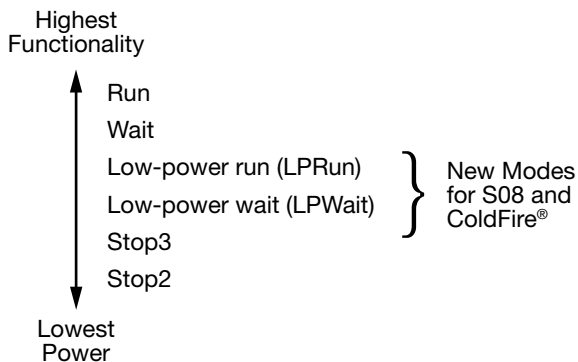 Highest
Functionality
Run
Wait
Low-power run (LPRun)
Low-power wait (LPWait)
Stop3
Stop2
New Modes
for S08 and
ColdFire®
Lowest
Power